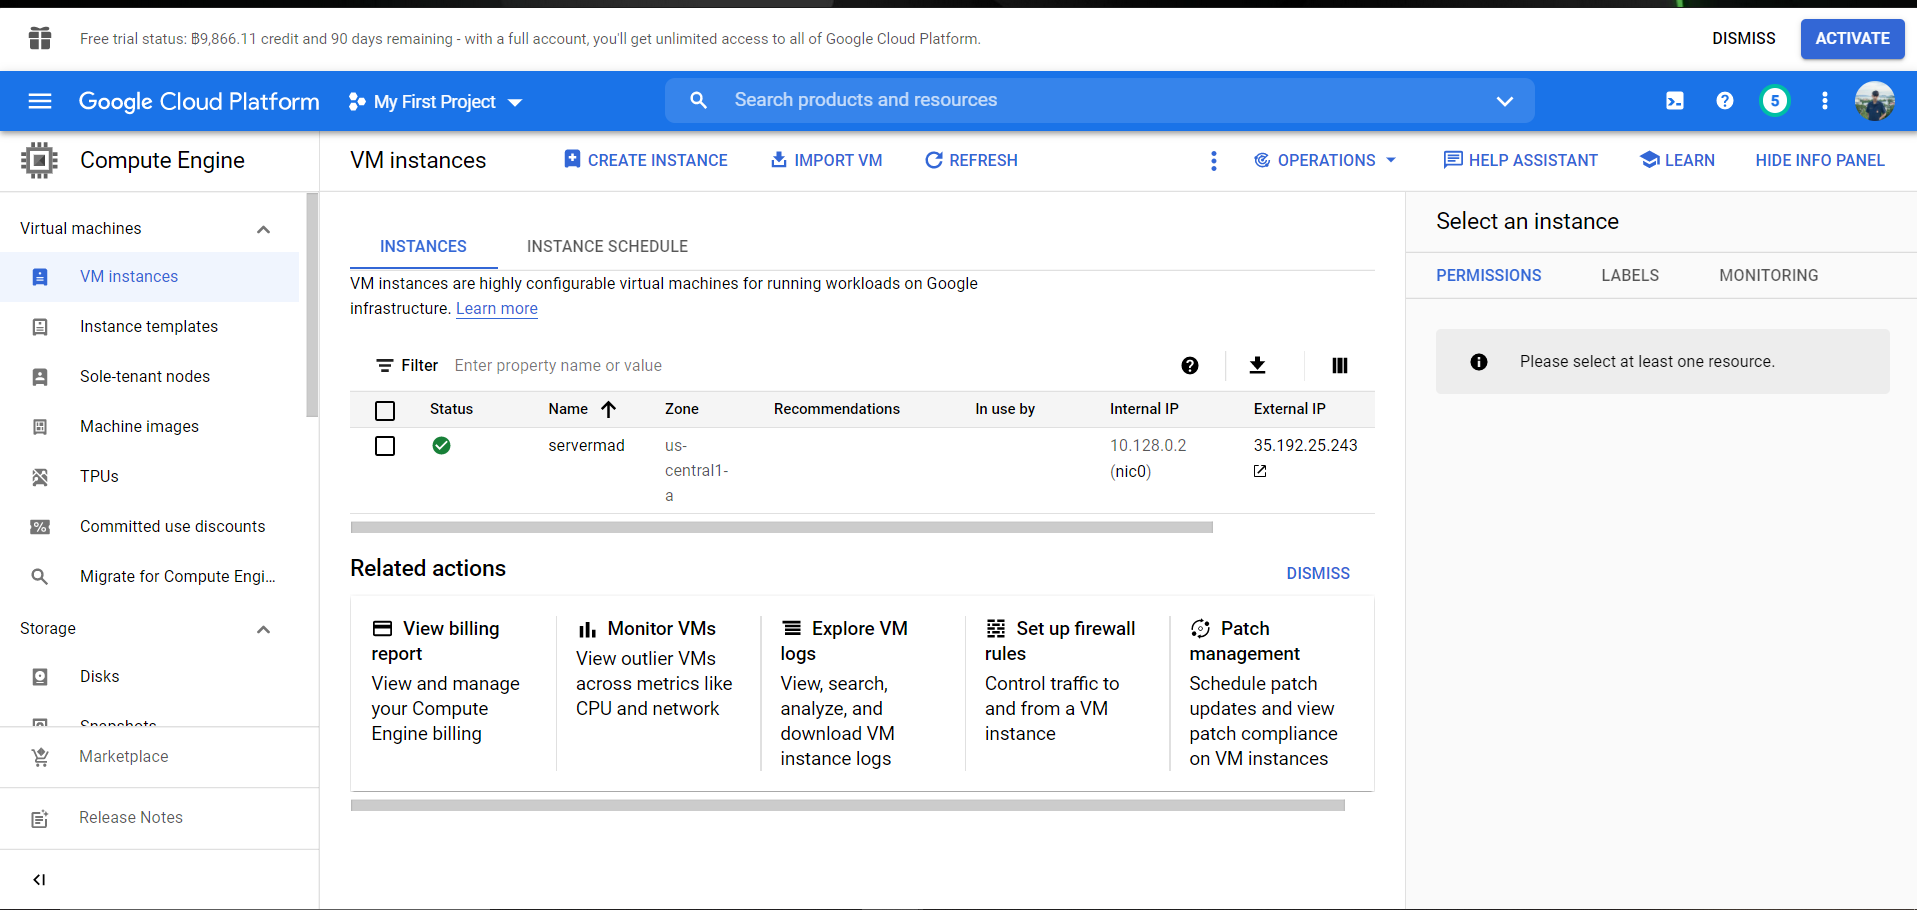 Free trial status: ฿9,866.11 credit and 90 days remaining - with a full account, you'll get unlimited access to all of Google Cloud Platform.
DISMISS
ACTIVATE
Google Cloud Platform
My First Project
Search products and resources
5
Compute Engine
VM instances
CREATE INSTANCE
IMPORT VM
REFRESH
OPERATIONS
HELP ASSISTANT
LEARN
HIDE INFO PANEL
Virtual machines
VM instances
Instance templates
Sole-tenant nodes
Machine images
TPUs
Committed use discounts
Migrate for Compute Engi...
Storage
Disks
Snapshots
Marketplace
Release Notes
INSTANCES
INSTANCE SCHEDULE
VM instances are highly configurable virtual machines for running workloads on Google
infrastructure. Learn more
Filter
Enter property name or value
Status
Name
Zone
Recommendations
In use by
Internal IP
External IP
servermad
us-
central1-
a
10.128.0.2
(nic0)
35.192.25.243
Related actions
DISMISS
View billing
report
View and manage
your Compute
Engine billing
Monitor VMs
View outlier VMs
across metrics like
CPU and network
Explore VM
logs
View, search,
analyze, and
download VM
instance logs
Set up firewall
rules
Control traffic to
and from a VM
instance
Patch
management
Schedule patch
updates and view
patch compliance
on VM instances
Select an instance
PERMISSIONS
LABELS
MONITORING
Please select at least one resource.